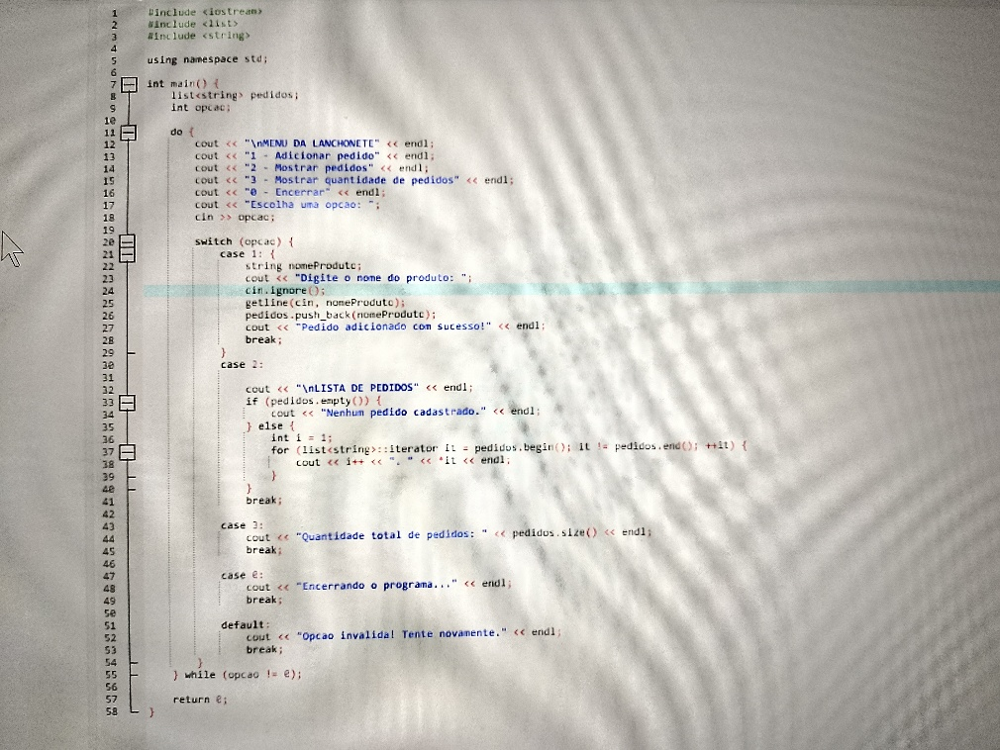 1 #include <iostream>
2 #include <list>
3 #include <string>
4
5 using namespace std;
6
7 int main() {
8 list<string> pedidos;
9 int opcao;
10
11 do {
12 cout << "\nMENU DA LANCHONETE" << endl;
13 cout << "1 - Adicionar pedido" << endl;
14 cout << "2 - Mostrar pedidos" << endl;
15 cout << "3 - Mostrar quantidade de pedidos" << endl;
16 cout << "0 - Encerrar" << endl;
17 cout << "Escolha uma opcao: ";
18 cin >> opcao;
19
20 switch (opcao) {
21 case 1: {
22 string nomeProduto;
23 cout << "Digite o nome do produto: ";
24 cin.ignore();
25 getline(cin, nomeProduto);
26 pedidos.push_back(nomeProduto);
27 cout << "Pedido adicionado com sucesso!" << endl;
28 break;
29 }
30 case 2:
31
32 cout << "\nLISTA DE PEDIDOS" << endl;
33 if (pedidos.empty()) {
34 cout << "Nenhum pedido cadastrado." << endl;
35 } else {
36 int i = 1;
37 for (list<string>::iterator it = pedidos.begin(); it != pedidos.end(); ++it) {
38 cout << i++ << ". " << *it << endl;
39 }
40 }
41 break;
42
43 case 3:
44 cout << "Quantidade total de pedidos: " << pedidos.size() << endl;
45 break;
46
47 case 0:
48 cout << "Encerrando o programa..." << endl;
49 break;
50
51 default:
52 cout << "Opcao invalida! Tente novamente." << endl;
53 break;
54 }
55 } while (opcao != 0);
56
57 return 0;
58 }